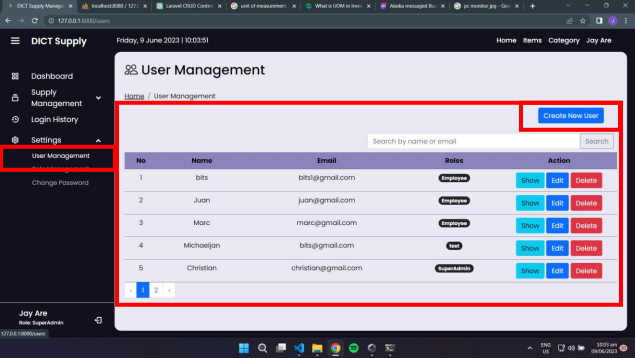 DICT Supply Manage
localhost:8080 / 127.0
Laravel CRUD Control
unit of measurement
What is UOM in Inven
Alaska messaged
pc monitor jpg - Goo
127.0.0.1:8000/users
DICT Supply
Friday, 9 June 2023 | 10:03:51
Home Items Category Jay Are
Dashboard
Supply
Management
Login History
Settings
User Management
Change Password
User Management
Home / User Management
Create New User
Search by name or email
Search
No Name Email Roles Action
1 bits bits1@gmail.com Employee Show Edit Delete
2 Juan juan@gmail.com Employee Show Edit Delete
3 Marc marc@gmail.com Employee Show Edit Delete
4 Michaeljan bits@gmail.com test Show Edit Delete
5 Christian christian@gmail.com SuperAdmin Show Edit Delete
‹ 1 2 ›
Jay Are
Role: SuperAdmin
127.0.0.1:8000/users
ENG
US
10:03 am
09/06/2023